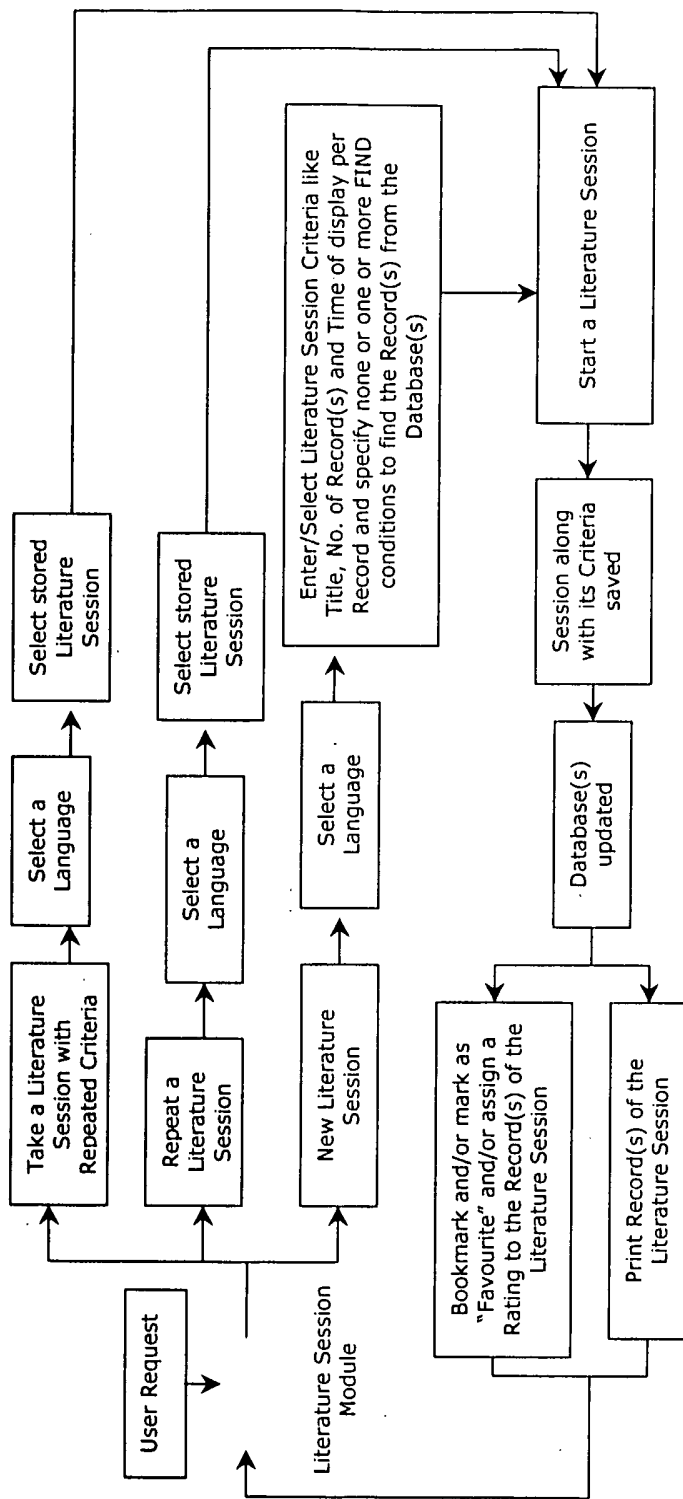 User Request
Literature Session
Module
Take a Literature
Session with
Repeated Criteria
Select a
Language
Select stored
Literature
Session
Repeat a
Literature
Session
Select a
Language
Select stored
Literature
Session
New Literature
Session
Select a
Language
Enter/Select Literature Session Criteria like
Title, No. of Record(s) and Time of display per
Record and specify none or one or more FIND
conditions to find the Record(s) from the
Database(s)
Start a Literature Session
Session along
with its Criteria
saved
Database(s)
updated
Bookmark and/or mark as
"Favourite" and/or assign a
Rating to the Record(s) of the
Literature Session
Print Record(s) of the
Literature Session